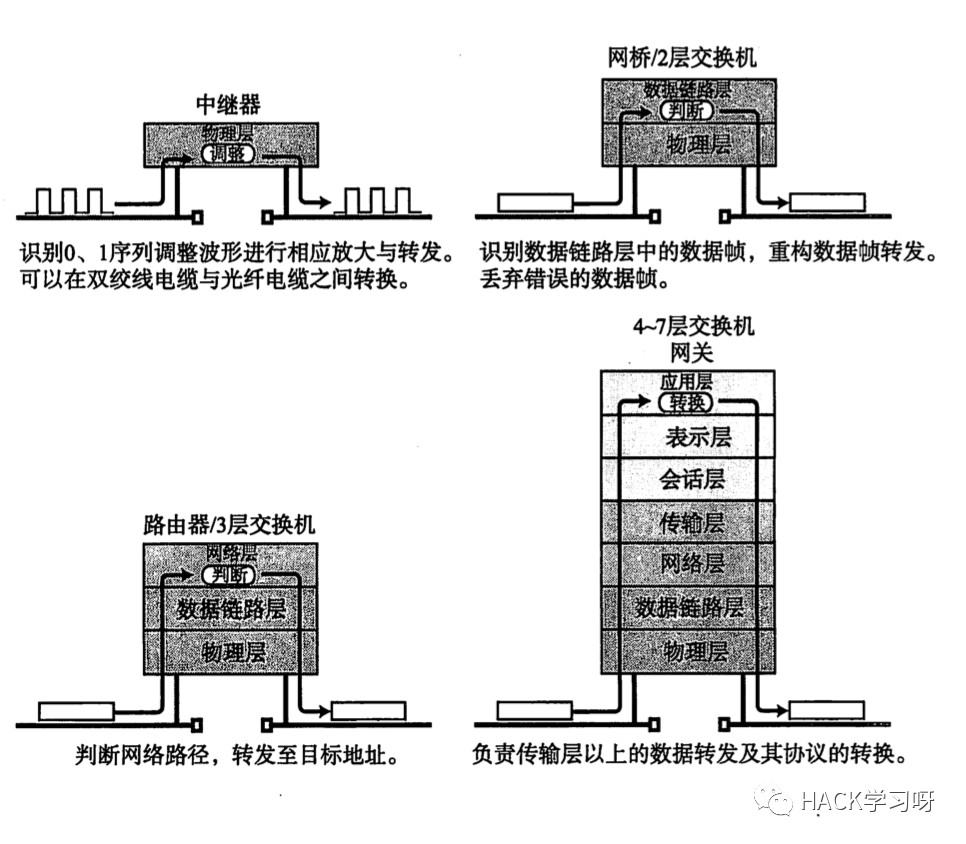 中继器
物理层
调整
识别0、1序列调整波形进行相应放大与转发。
可以在双绞线电缆与光纤电缆之间转换。
网桥/2层交换机
数据链路层
判断
物理层
识别数据链路层中的数据帧，重构数据帧转发。
丢弃错误的数据帧。
路由器/3层交换机
网络层
判断
数据链路层
物理层
判断网络路径，转发至目标地址。
4~7层交换机
网关
应用层
转换
表示层
会话层
传输层
网络层
数据链路层
物理层
负责传输层以上的数据转发及其协议的转换。
HACK学习呀